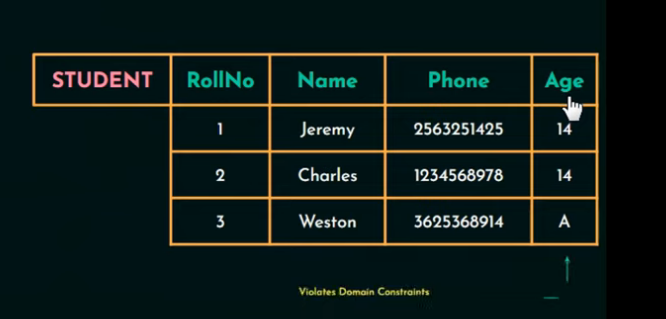 STUDENT RollNo Name Phone Age
1 Jeremy 2563251425 14
2 Charles 1234568978 14
3 Weston 3625368914 A
Violates Domain Constraints